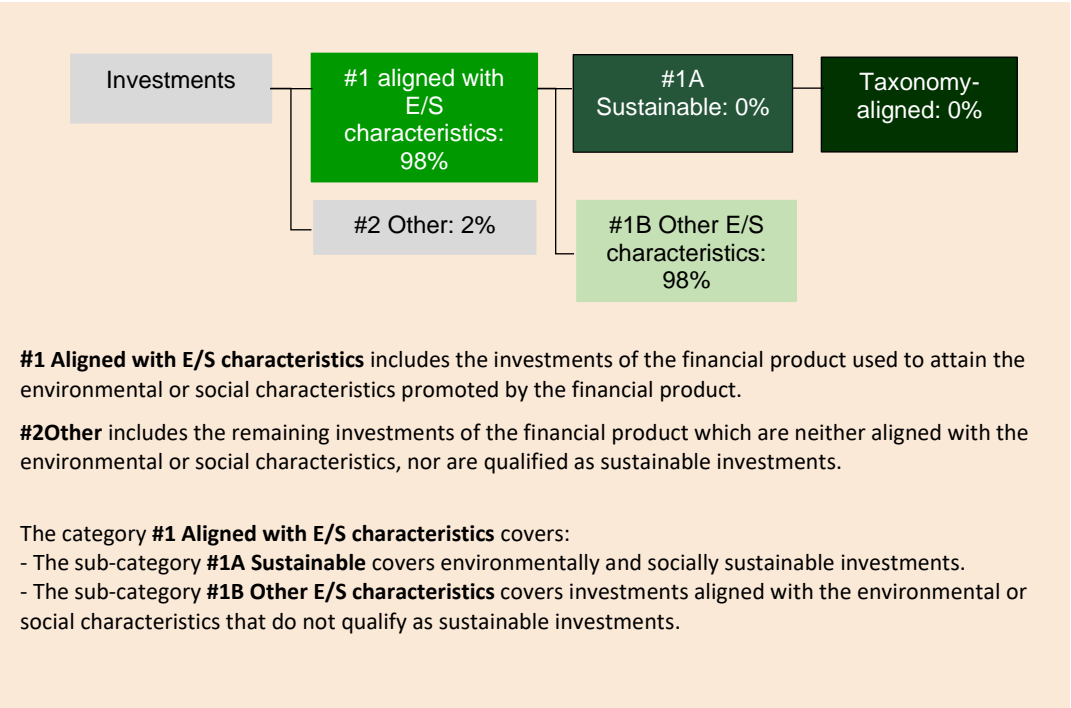 Investments
#1 aligned with
E/S
characteristics:
98%
#1A
Sustainable: 0%
Taxonomy-
aligned: 0%
#2 Other: 2%
#1B Other E/S
characteristics:
98%
#1 Aligned with E/S characteristics includes the investments of the financial product used to attain the
environmental or social characteristics promoted by the financial product.
#2Other includes the remaining investments of the financial product which are neither aligned with the
environmental or social characteristics, nor are qualified as sustainable investments.
The category #1 Aligned with E/S characteristics covers:
- The sub-category #1A Sustainable covers environmentally and socially sustainable investments.
- The sub-category #1B Other E/S characteristics covers investments aligned with the environmental or
social characteristics that do not qualify as sustainable investments.